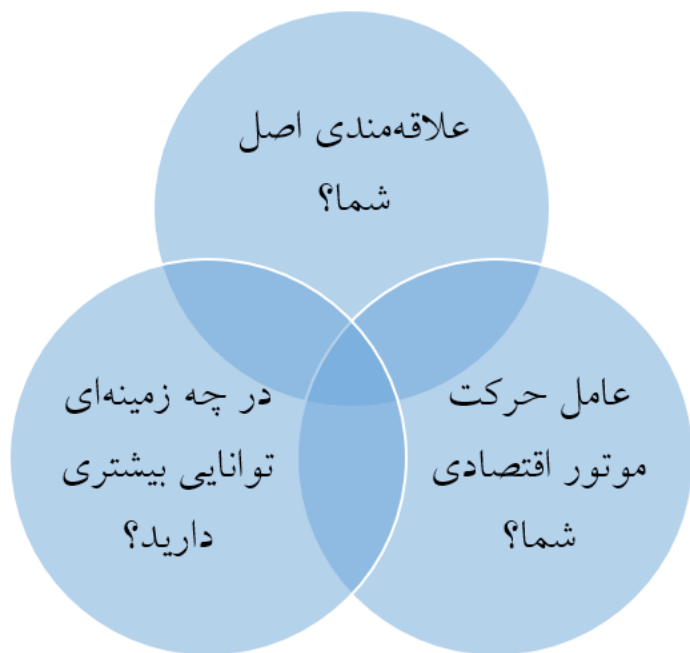 علاقه‌مندی اصل
شما؟
در چه زمینه‌ای
توانایی بیشتری
دارید؟
عامل حرکت
موتور اقتصادی
شما؟